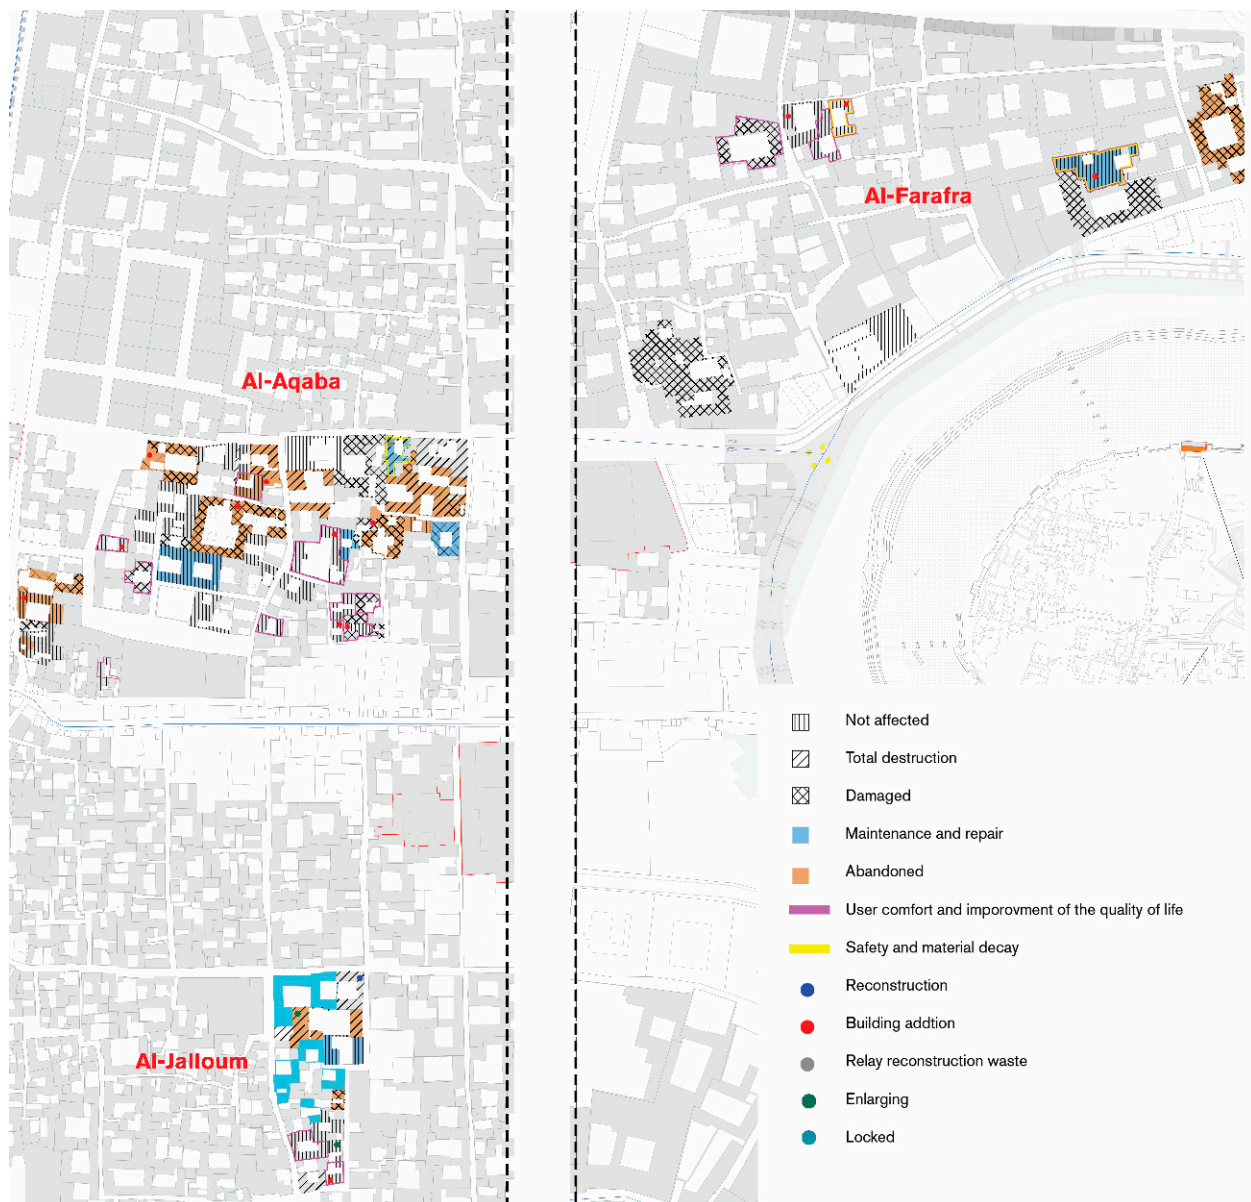 Al-Farafra
Al-Aqaba
Al-Jalloum
Not affected
Total destruction
Damaged
Maintenance and repair
Abandoned
User comfort and imporovment of the quality of life
Safety and material decay
Reconstruction
Building addtion
Relay reconstruction waste
Enlarging
Locked